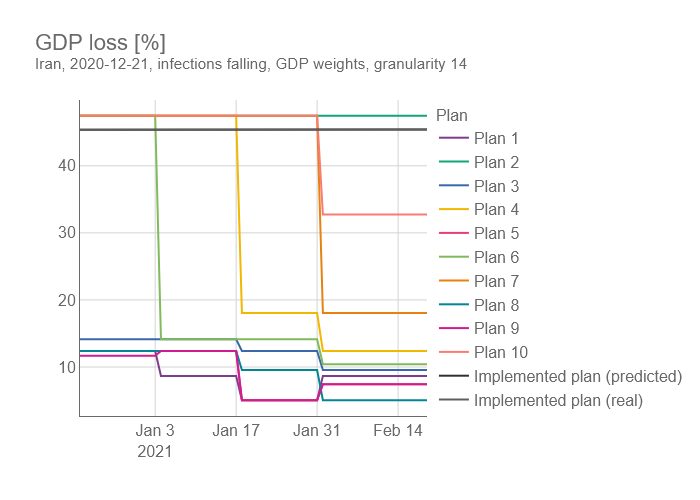 GDP loss [%]
Iran, 2020-12-21, infections falling, GDP weights, granularity 14
Plan
Plan 1
Plan 2
Plan 3
Plan 4
Plan 5
Plan 6
Plan 7
Plan 8
Plan 9
Plan 10
Implemented plan (predicted)
Implemented plan (real)
40
30
20
10
Jan 3
2021
Jan 17
Jan 31
Feb 14